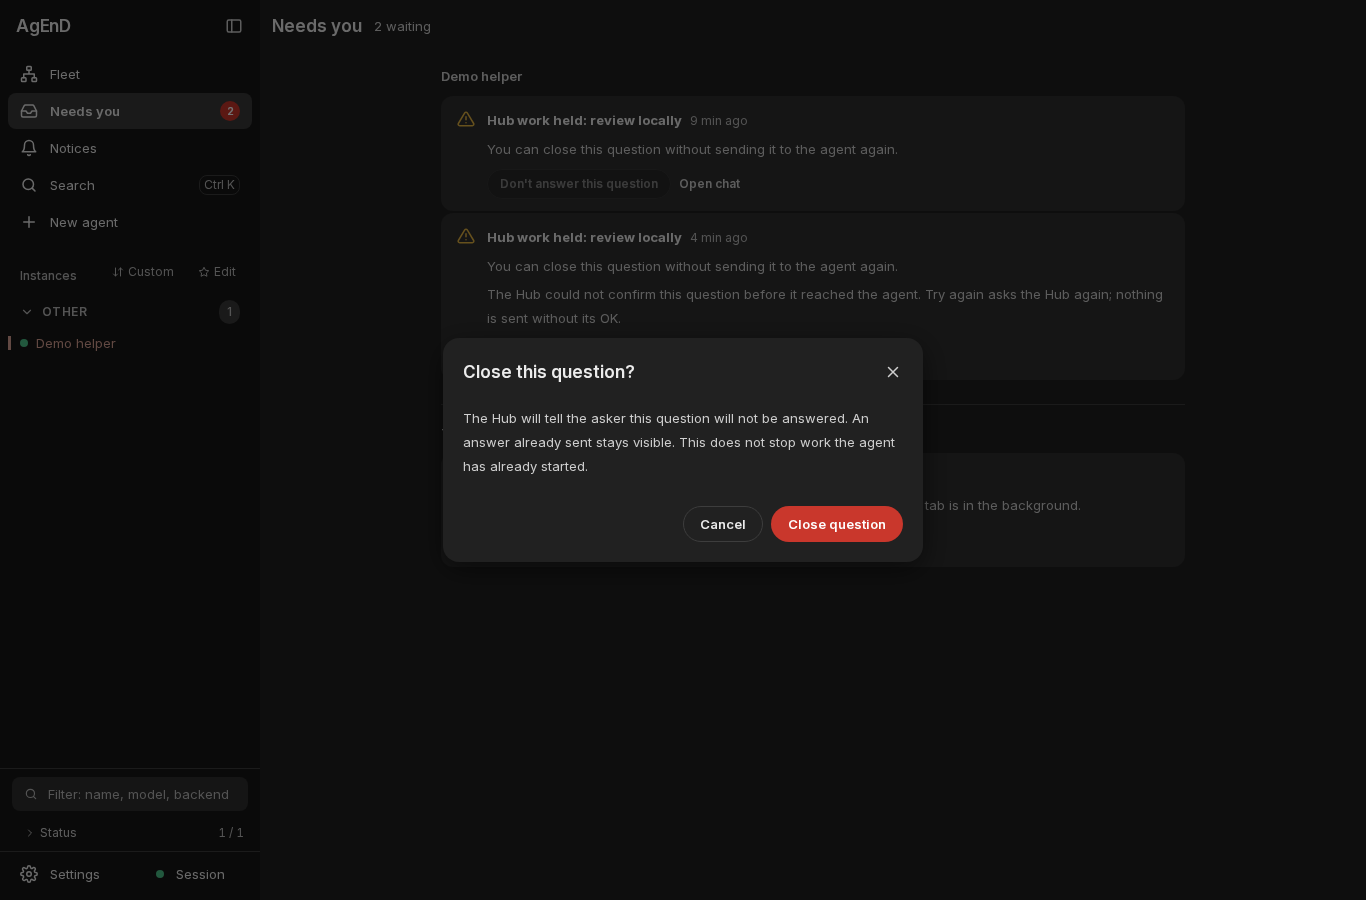 AgEnD
Needs you 2 waiting
Fleet
Needs you 2
Notices
Search Ctrl K
New agent
Instances Custom Edit
OTHER 1
Demo helper
Demo helper
Hub work held: review locally 9 min ago
You can close this question without sending it to the agent again.
Don't answer this question Open chat
Hub work held: review locally 4 min ago
You can close this question without sending it to the agent again.
The Hub could not confirm this question before it reached the agent. Try again asks the Hub again; nothing
is sent without its OK.
Close this question?
The Hub will tell the asker this question will not be answered. An
answer already sent stays visible. This does not stop work the agent
has already started.
Cancel Close question
tab is in the background.
Filter: name, model, backend
Status 1 / 1
Settings Session